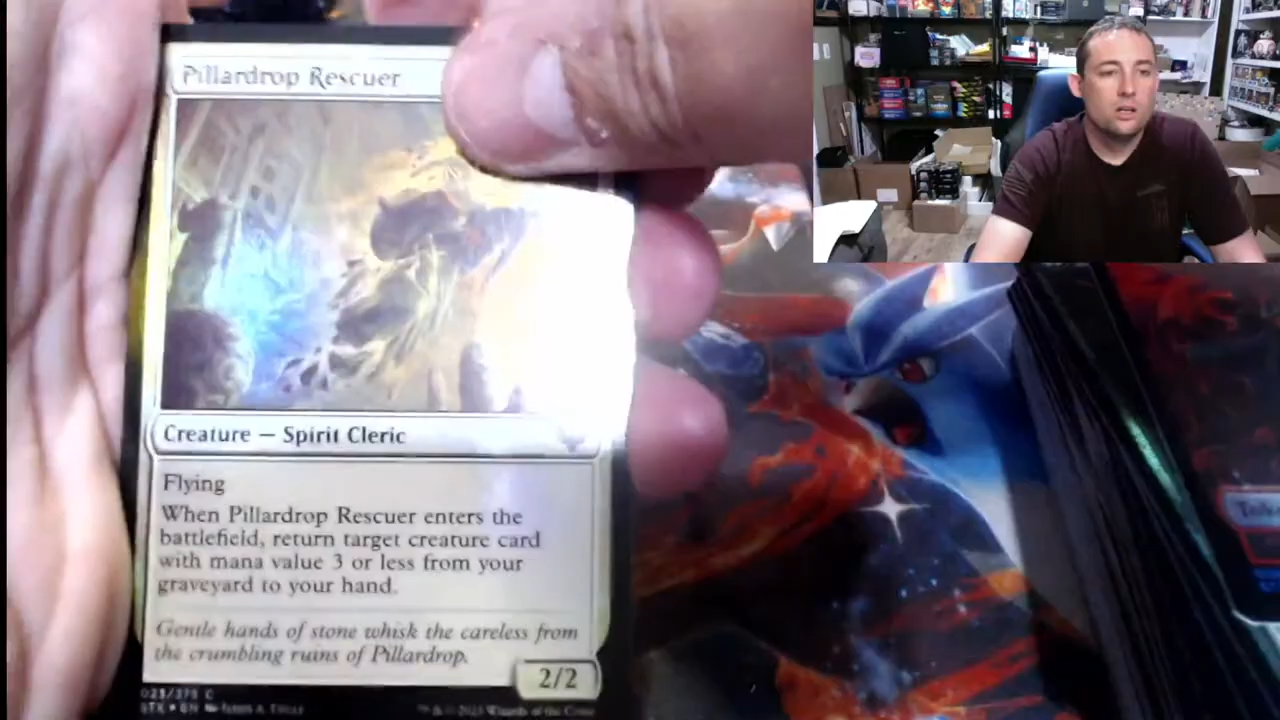 Pillardrop Rescuer
Creature — Spirit Cleric
Flying
When Pillardrop Rescuer enters the
battlefield, return target creature card
with mana value 3 or less from your
graveyard to your hand.
Gentle hands of stone whisk the careless from
the crumbling ruins of Pillardrop.
2/2